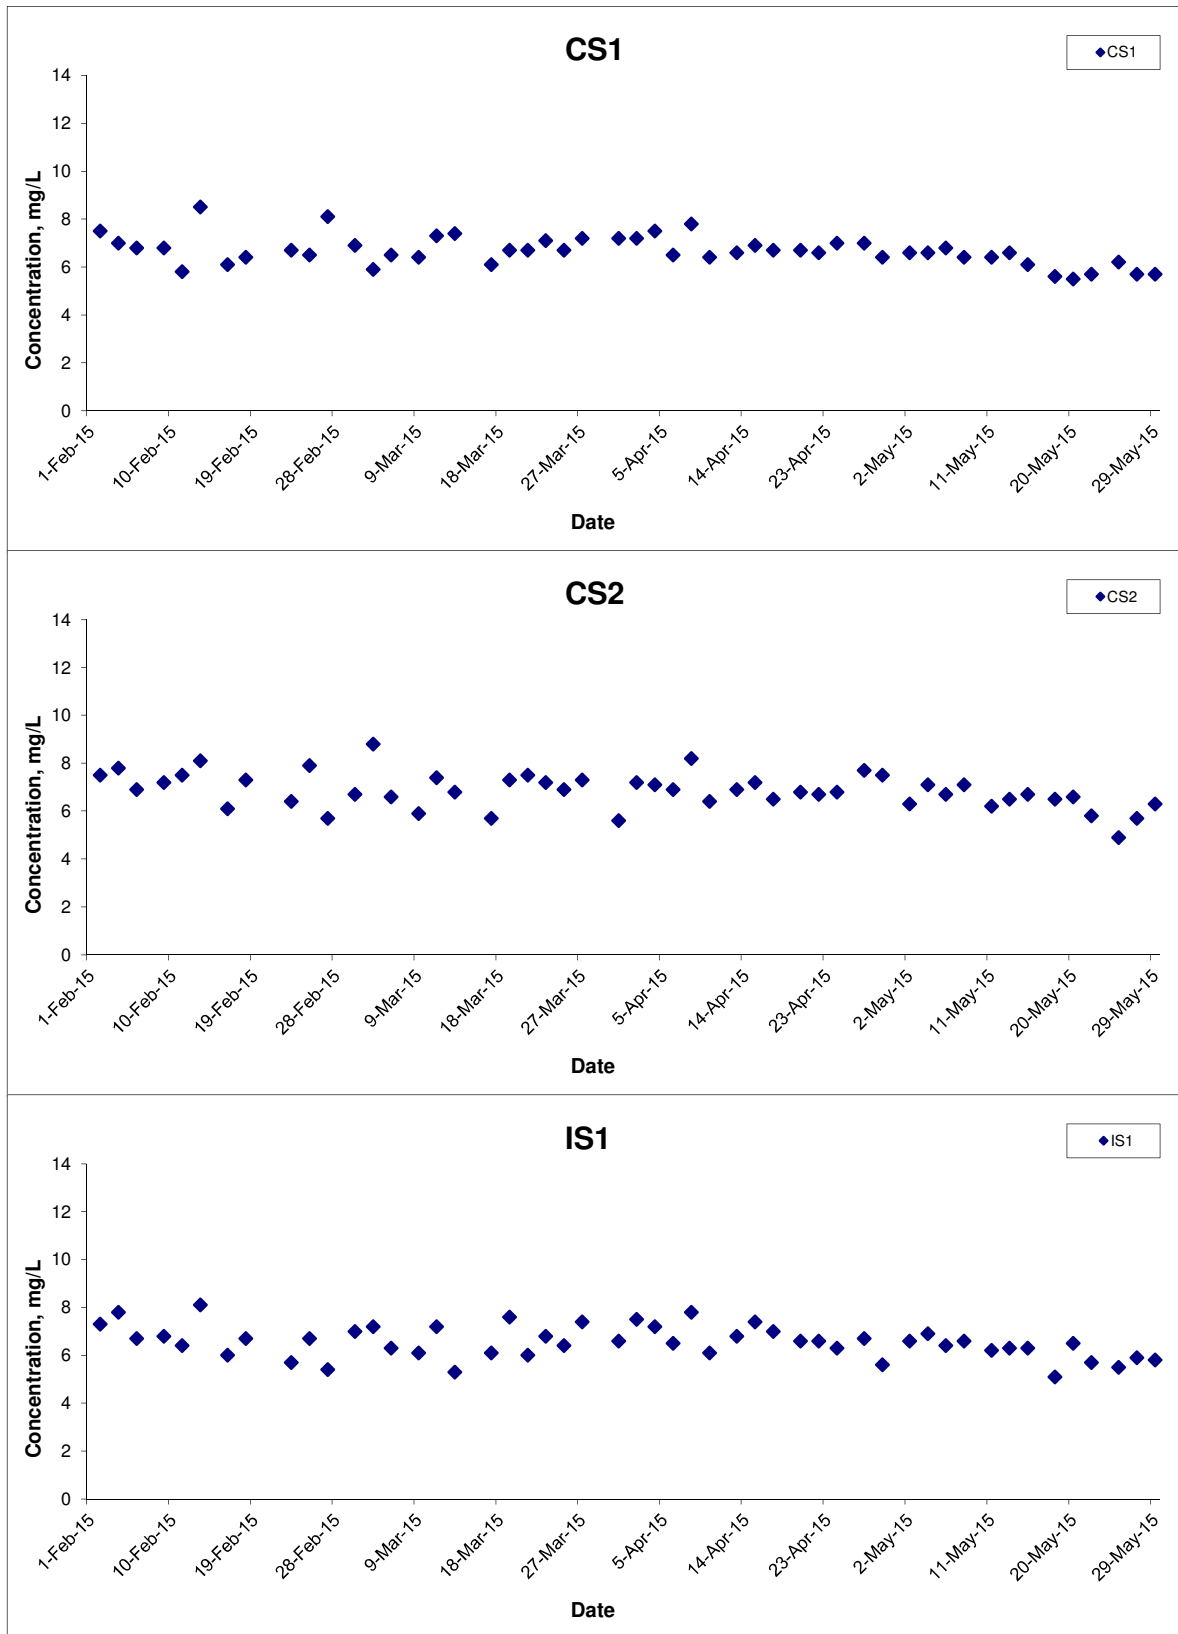 CS1
CS1
Concentration, mg/L
14
12
10
8
6
4
2
0
1-Feb-15
10-Feb-15
19-Feb-15
28-Feb-15
9-Mar-15
18-Mar-15
27-Mar-15
5-Apr-15
14-Apr-15
23-Apr-15
2-May-15
11-May-15
20-May-15
29-May-15
Date
CS2
CS2
Concentration, mg/L
14
12
10
8
6
4
2
0
1-Feb-15
10-Feb-15
19-Feb-15
28-Feb-15
9-Mar-15
18-Mar-15
27-Mar-15
5-Apr-15
14-Apr-15
23-Apr-15
2-May-15
11-May-15
20-May-15
29-May-15
Date
IS1
IS1
Concentration, mg/L
14
12
10
8
6
4
2
0
1-Feb-15
10-Feb-15
19-Feb-15
28-Feb-15
9-Mar-15
18-Mar-15
27-Mar-15
5-Apr-15
14-Apr-15
23-Apr-15
2-May-15
11-May-15
20-May-15
29-May-15
Date